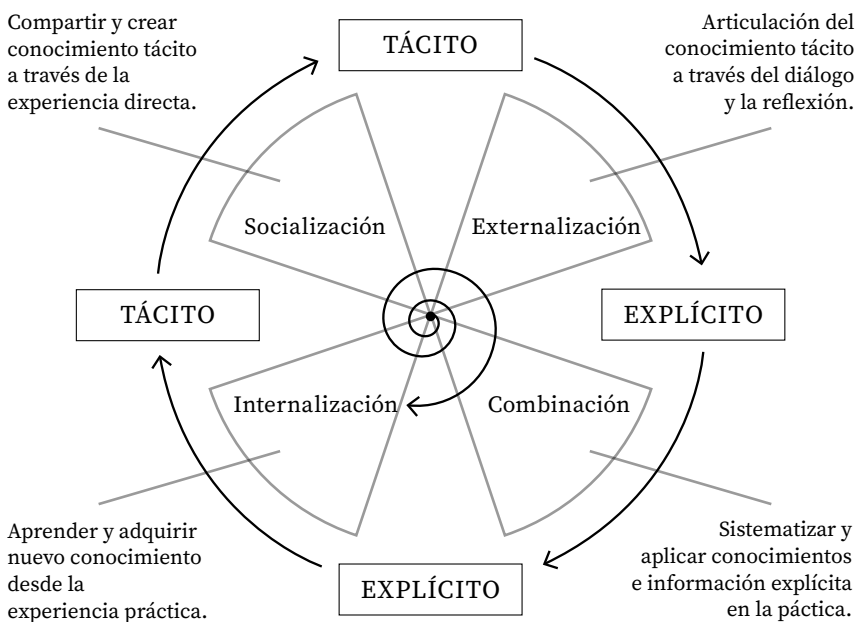 Compartir y crear
conocimiento tácito
a través de la
experiencia directa.
TÁCITO
Articulación del
conocimiento tácito
a través del diálogo
y la reflexión.
Socialización
Externalización
TÁCITO
EXPLÍCITO
Internalización
Combinación
Aprender y adquirir
nuevo conocimiento
desde la
experiencia práctica.
EXPLÍCITO
Sistematizar y
aplicar conocimientos
e información explícita
en la páctica.